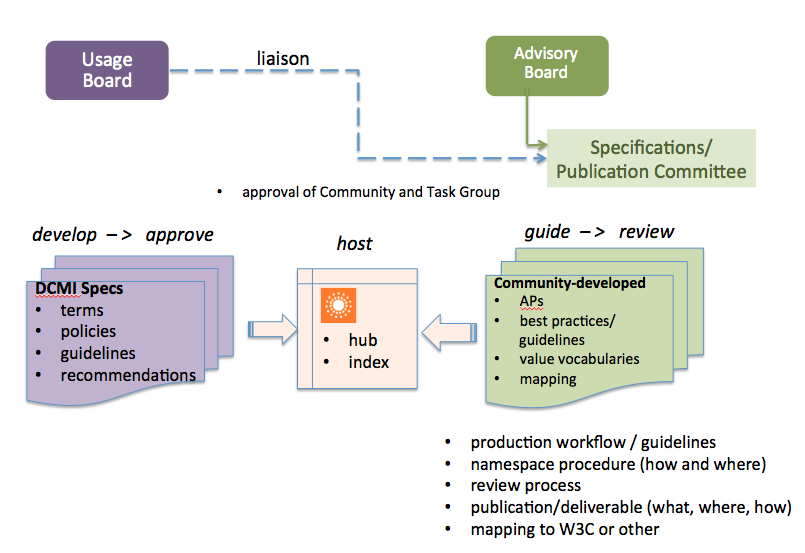 Usage
Board
liaison
Advisory
Board
Specifications/
Publication Committee
• approval of Community and Task Group
develop –> approve
host
guide –> review
DCMI Specs
• terms
• policies
• guidelines
• recommendations
• hub
• index
Community-developed
• APs
• best practices/
guidelines
• value vocabularies
• mapping
• production workflow / guidelines
• namespace procedure (how and where)
• review process
• publication/deliverable (what, where, how)
• mapping to W3C or other